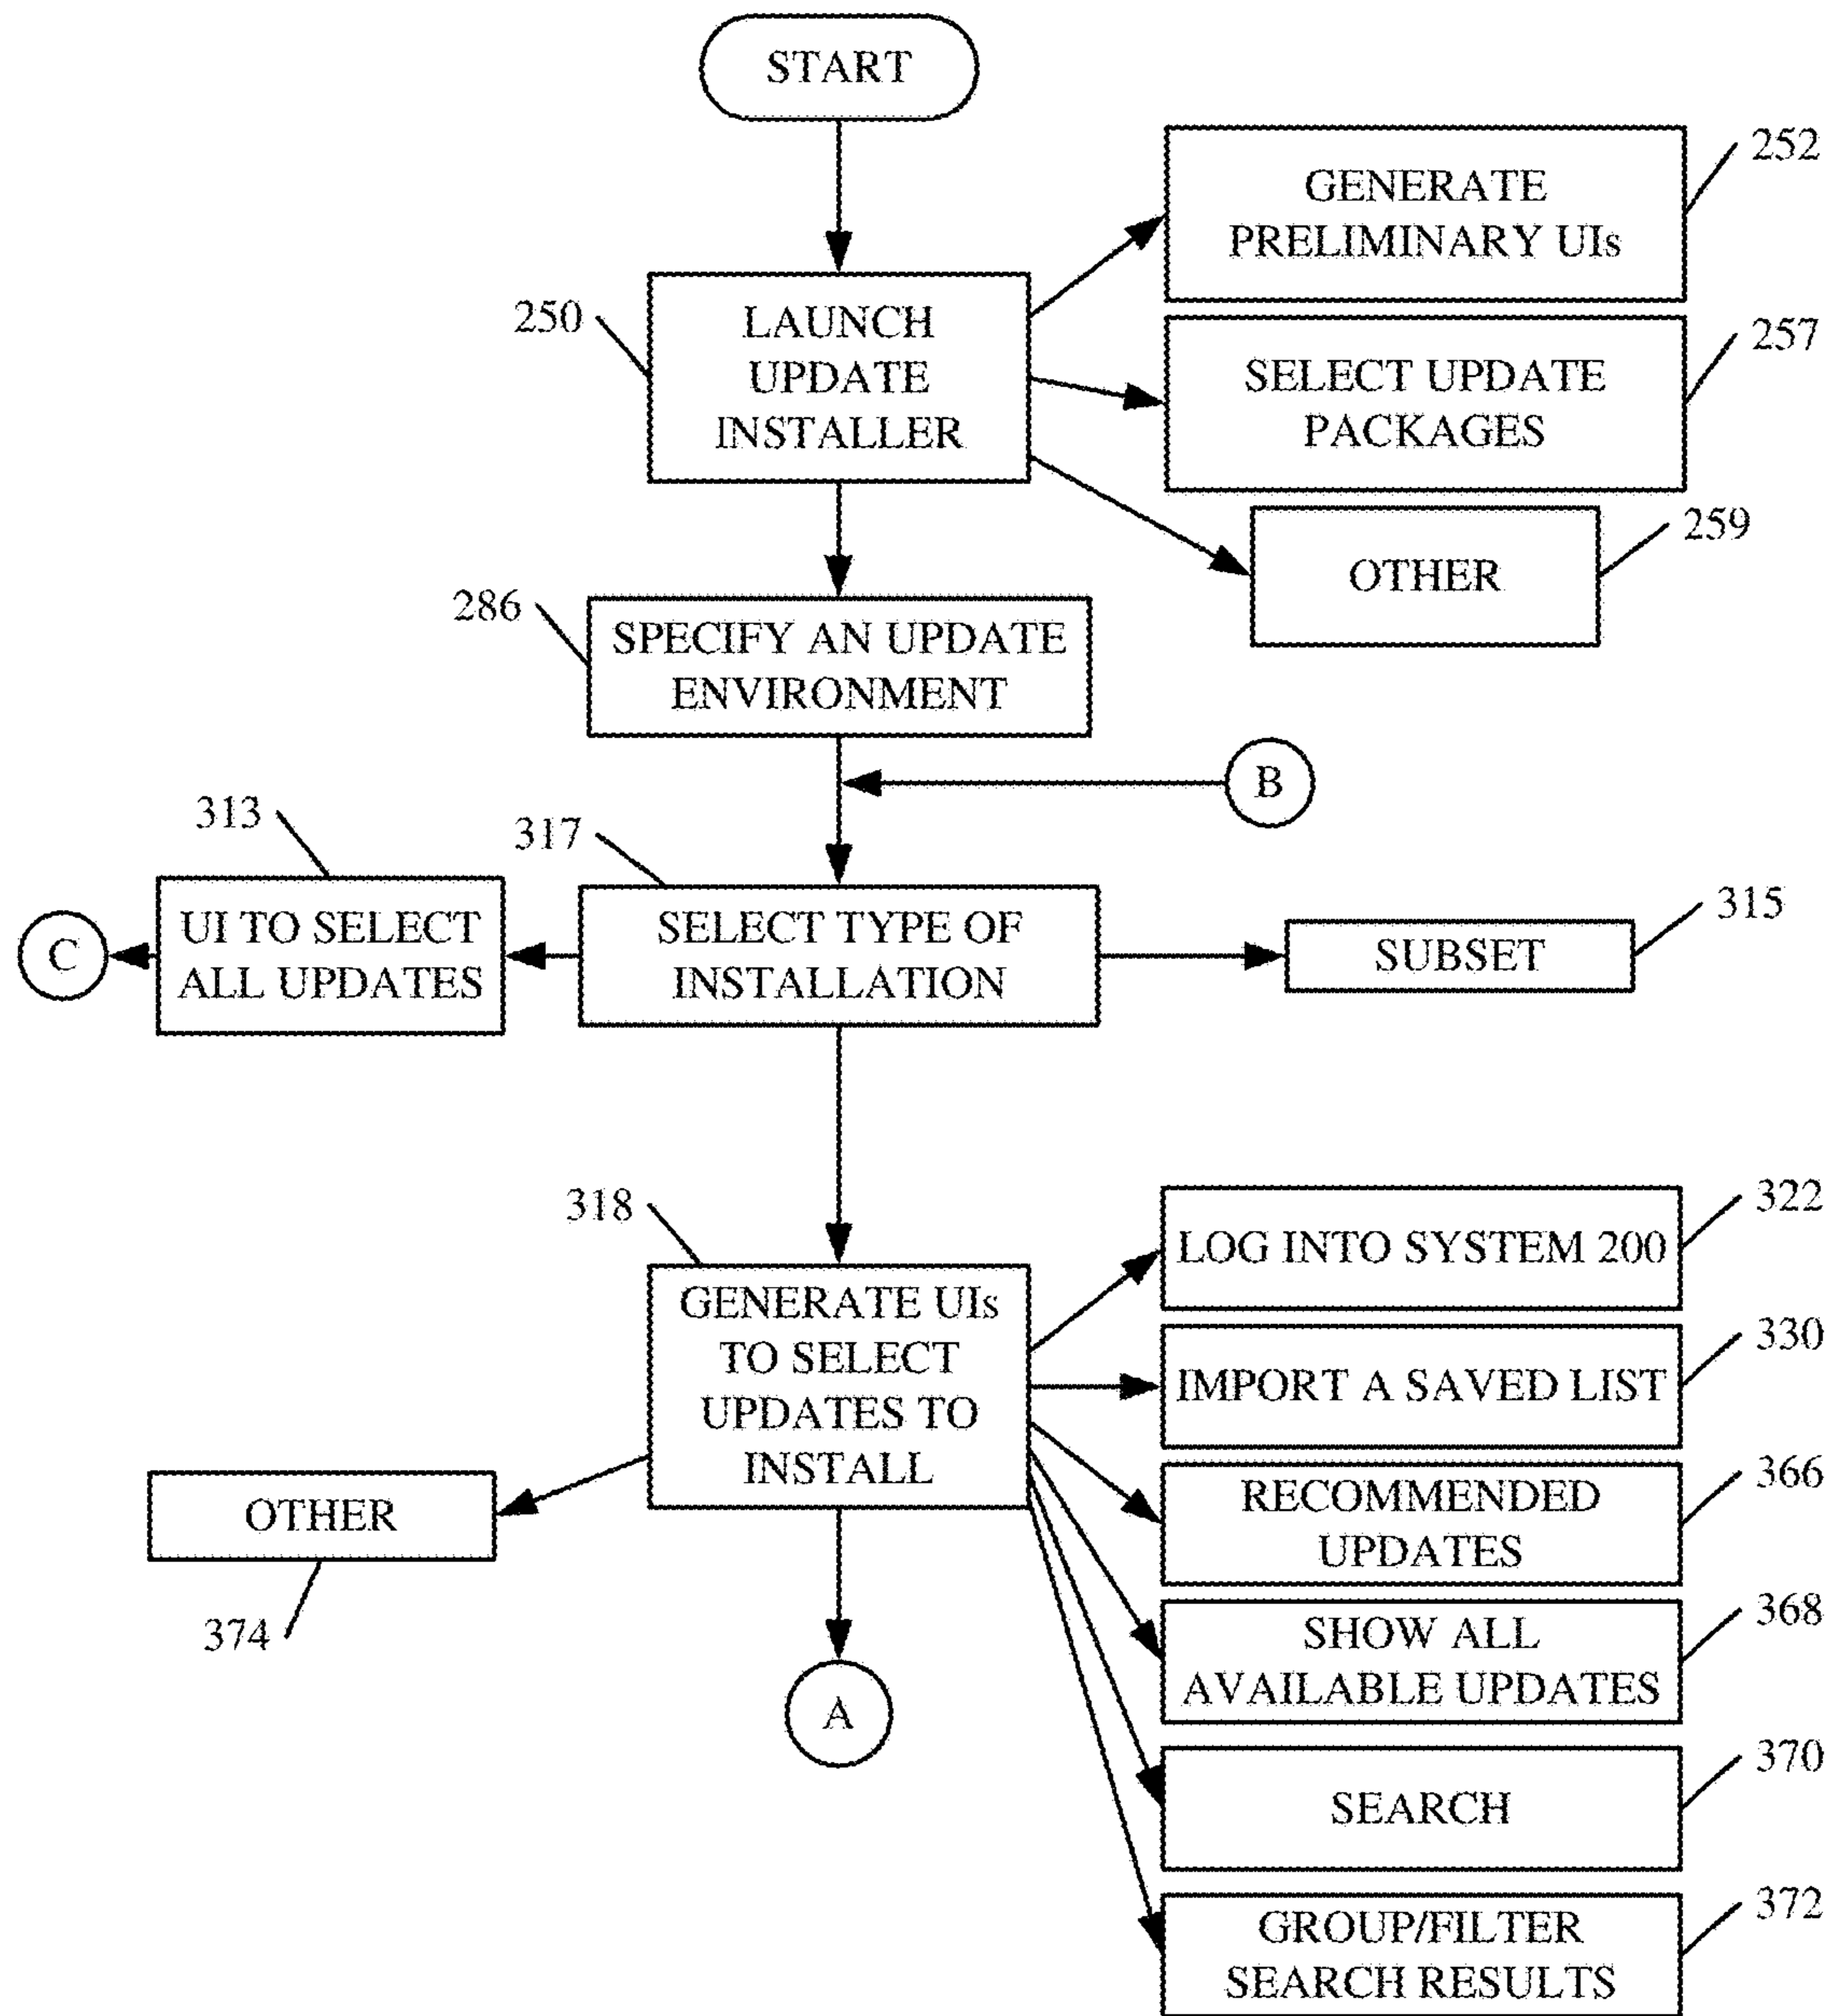 START
252
GENERATE
PRELIMINARY UIs
250
LAUNCH
UPDATE
INSTALLER
257
SELECT UPDATE
PACKAGES
259
OTHER
286
SPECIFY AN UPDATE
ENVIRONMENT
B
313
317
315
C
UI TO SELECT
ALL UPDATES
SELECT TYPE OF
INSTALLATION
SUBSET
318
GENERATE UIs
TO SELECT
UPDATES TO
INSTALL
322
LOG INTO SYSTEM 200
330
IMPORT A SAVED LIST
366
RECOMMENDED
UPDATES
OTHER
374
368
SHOW ALL
AVAILABLE UPDATES
A
370
SEARCH
372
GROUP/FILTER
SEARCH RESULTS